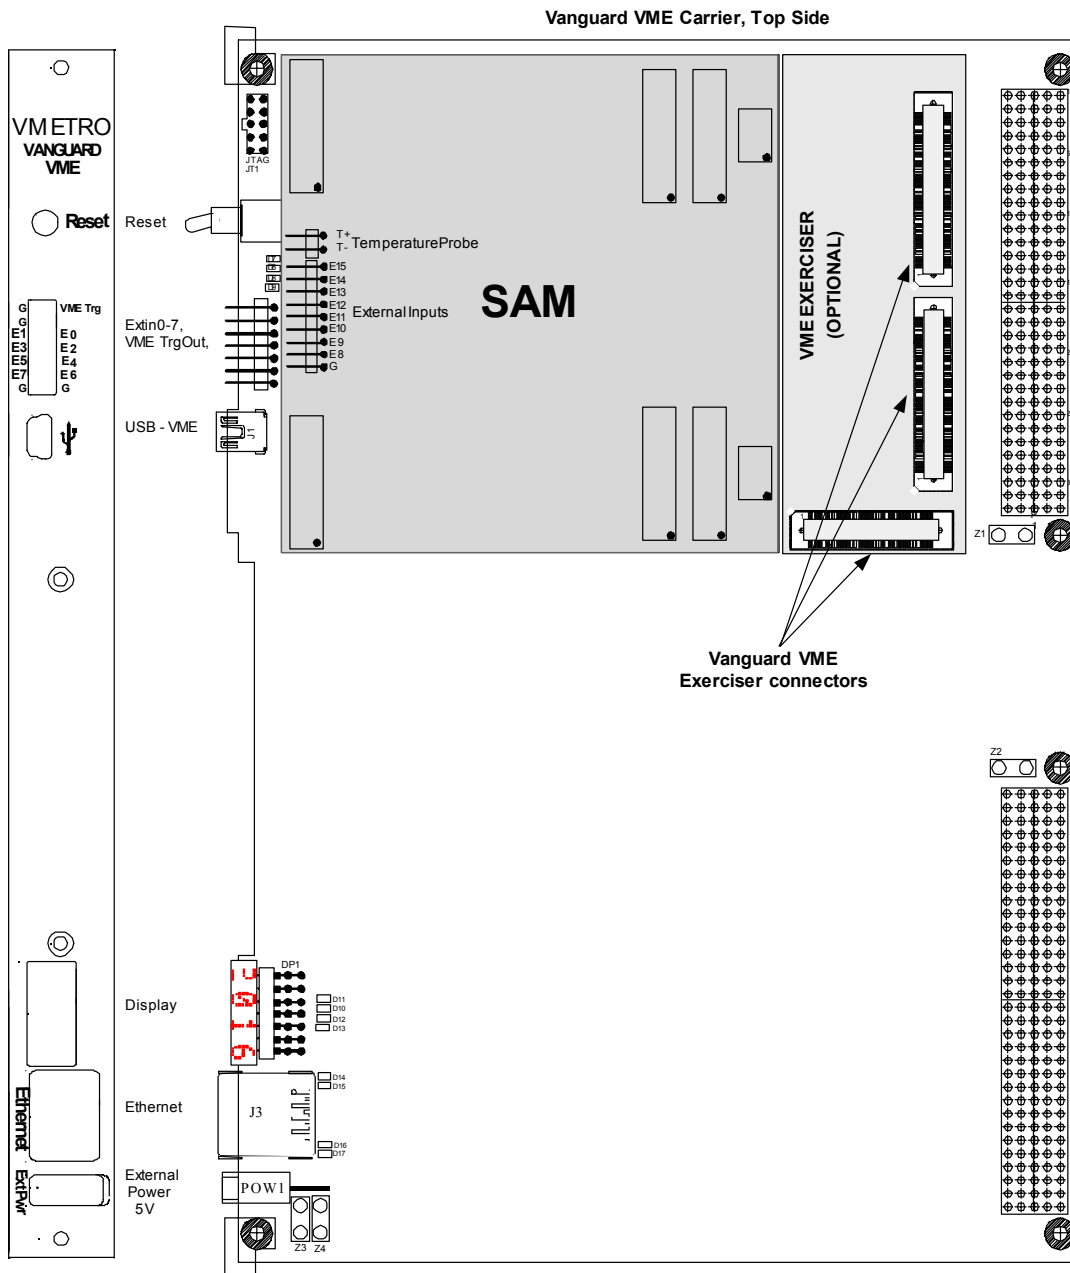 Vanguard VME Carrier, Top Side
VMETRO
VANGUARD
VME
Reset
G VME Trg
G
E1 E0
E3 E2
E5 E4
E7 E6
G G
Ethernet
ExtPwr
Reset
Extin0-7,
VME TrgOut,
USB - VME
Display
Ethernet
External
Power
5V
JTAG
JT1
T+
T-
TemperatureProbe
E15
E14
E13
E12
E11
E10
E9
E8
G
External Inputs
D9
J1
SAM
VME EXERCISER
(OPTIONAL)
Z1
Vanguard VME
Exerciser connectors
Z2
DP1
D11
D10
D12
D13
D14
D15
J3
D16
D17
POW1
Z3 Z4